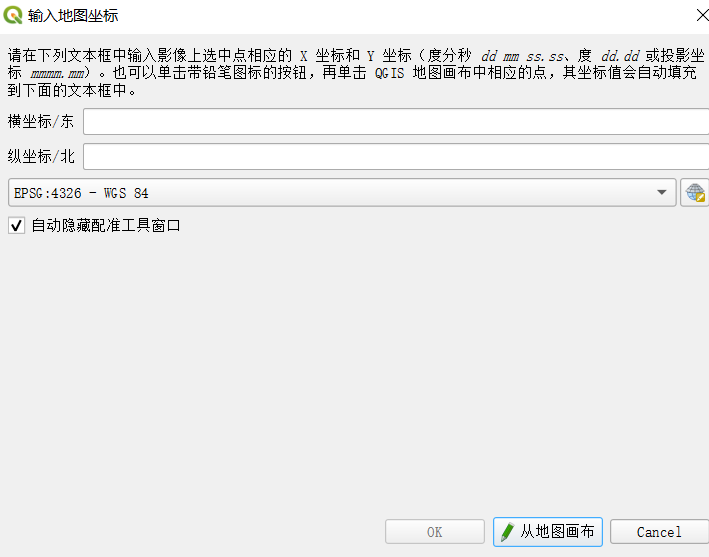 输入地图坐标
请在下列文本框中输入影像上选中点相应的 X 坐标和 Y 坐标（度分秒 dd mm ss.ss、度 dd.dd 或投影坐
标 mmmm.mm）。也可以单击带铅笔图标的按钮，再单击 QGIS 地图画布中相应的点，其坐标值会自动填充
到下面的文本框中。
横坐标/东
纵坐标/北
EPSG:4326 - WGS 84
自动隐藏配准工具窗口
OK
从地图画布
Cancel